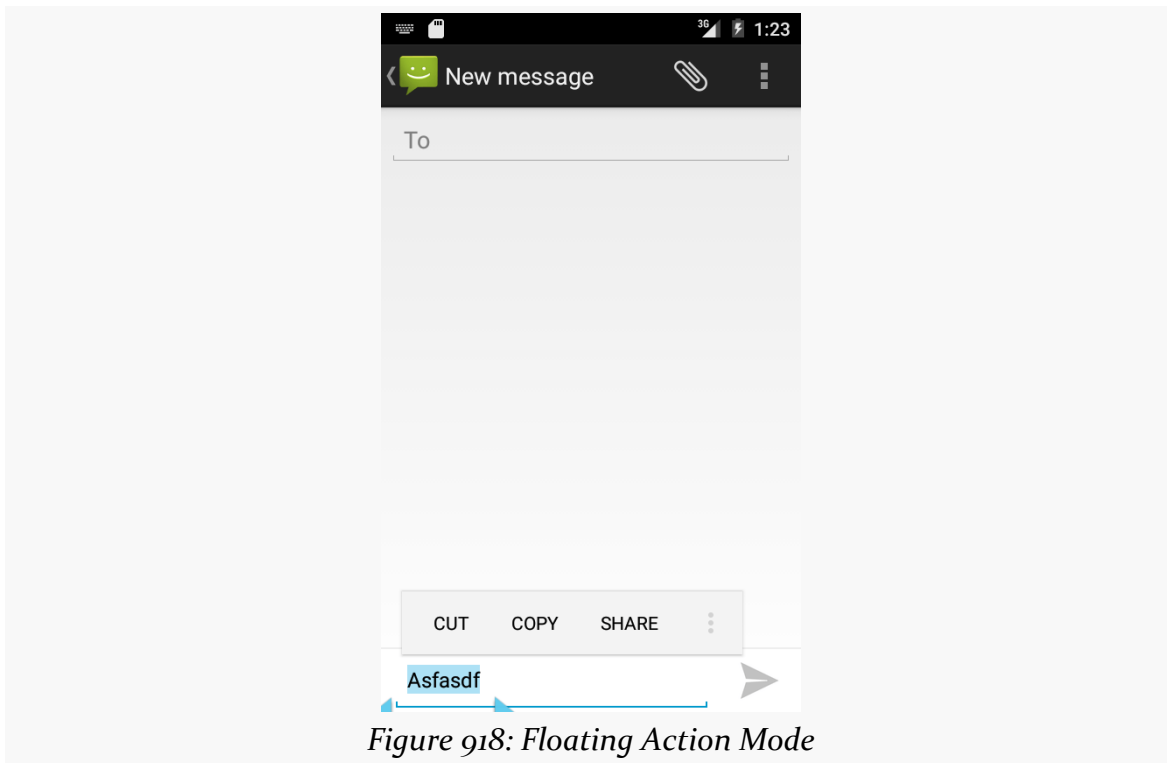 3G 1:23
New message
To
CUT COPY SHARE
Asfasdf
Figure 918: Floating Action Mode